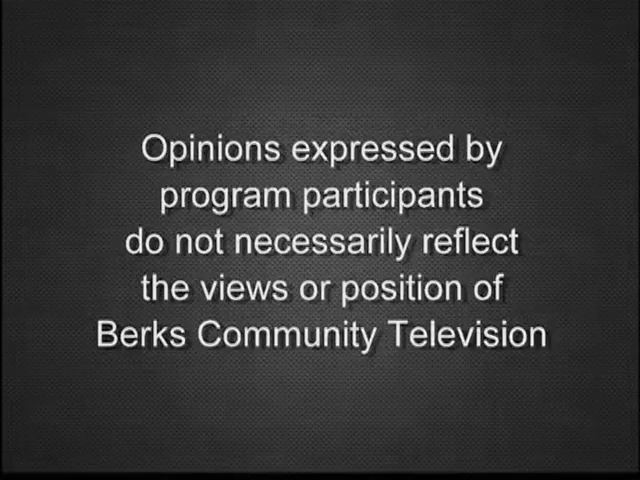 Opinions expressed by
program participants
do not necessarily reflect
the views or position of
Berks Community Television